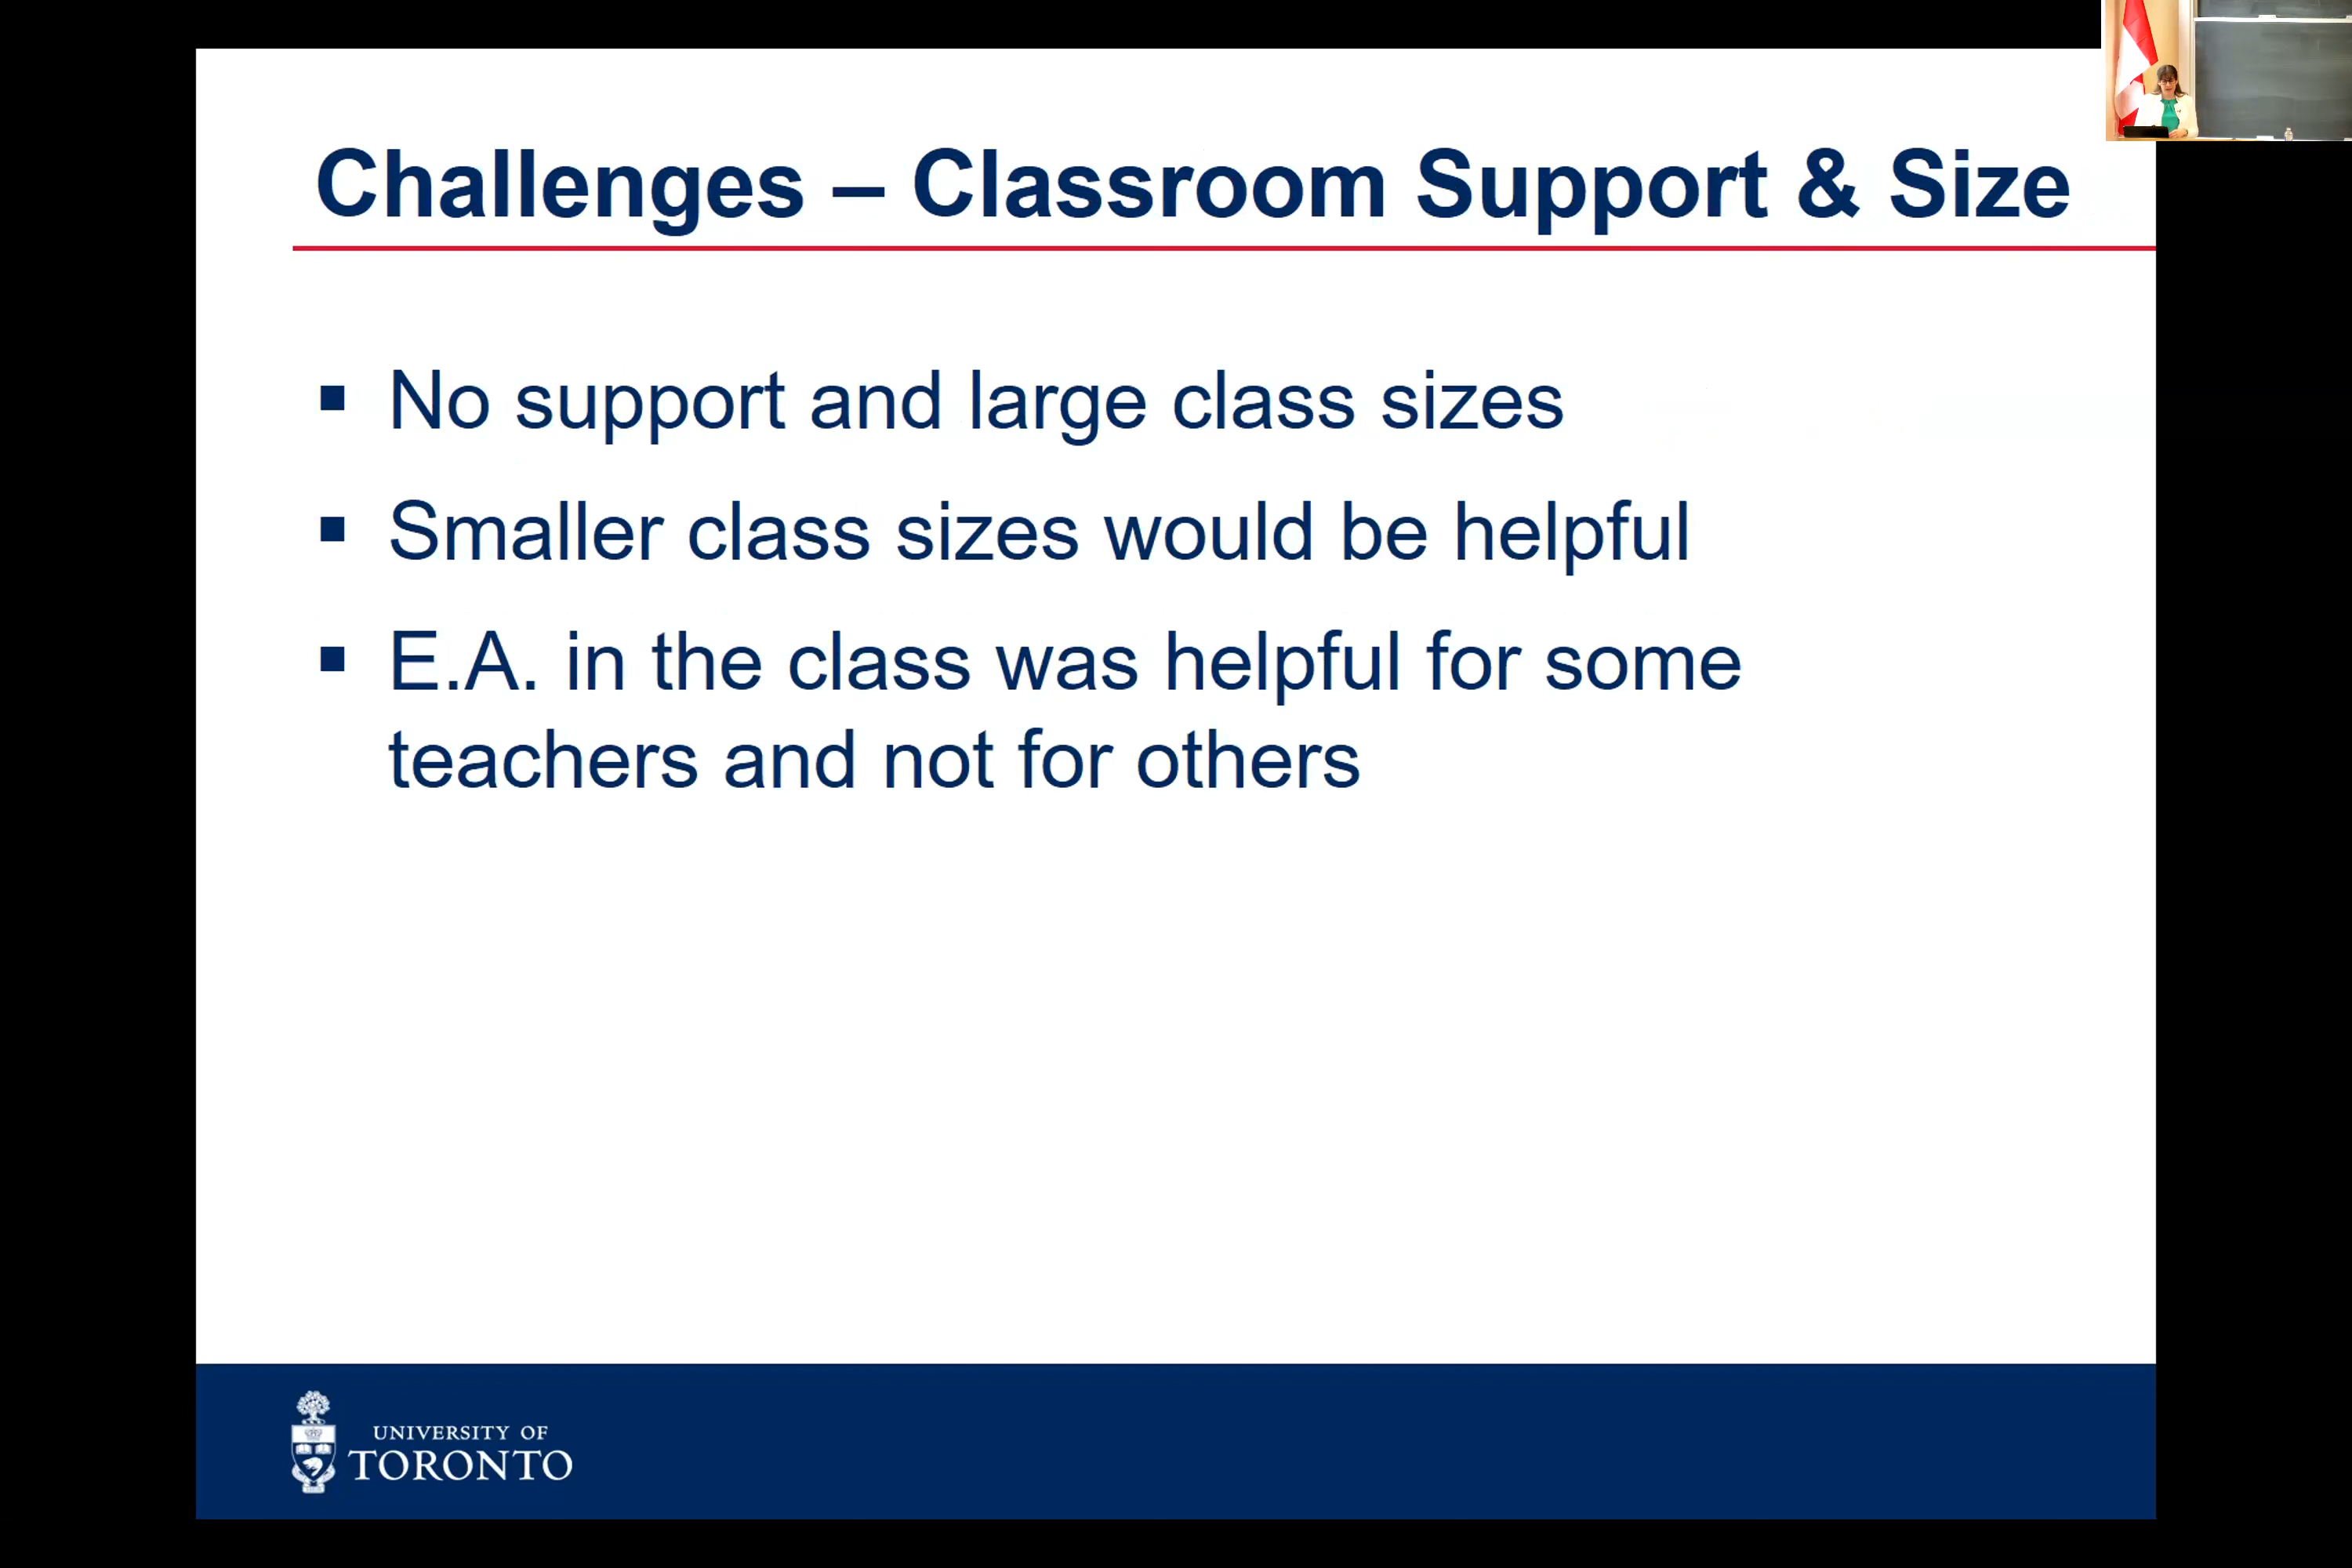 Challenges – Classroom Support & Size
▪ No support and large class sizes
▪ Smaller class sizes would be helpful
▪ E.A. in the class was helpful for some
teachers and not for others
UNIVERSITY OF
TORONTO